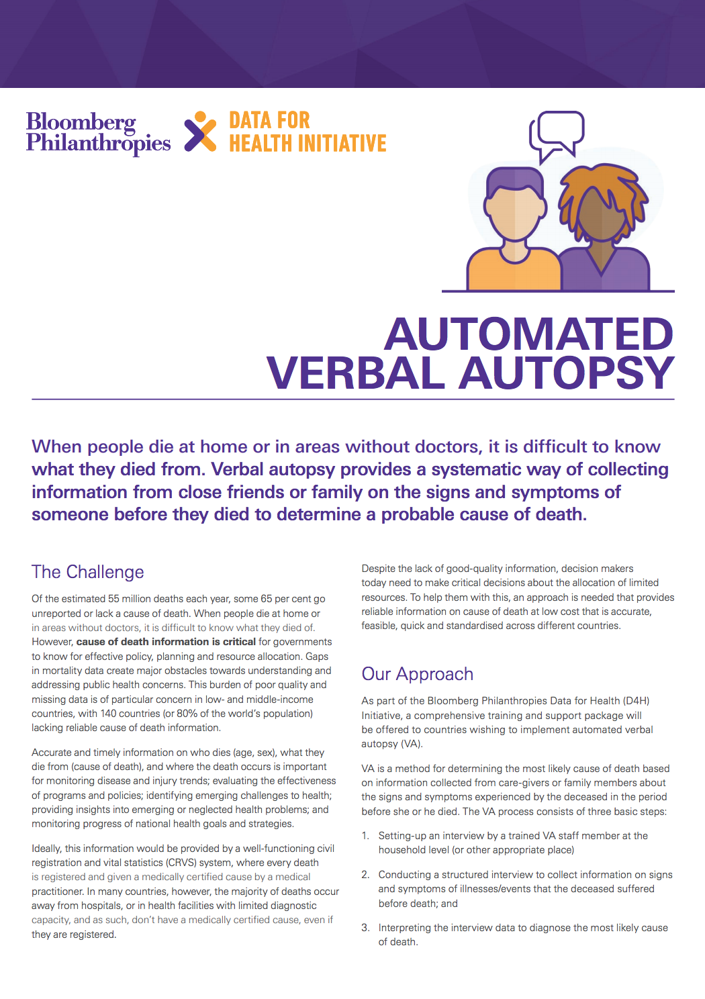 Bloomberg
Philanthropies
DATA FOR
HEALTH INITIATIVE
AUTOMATED
VERBAL AUTOPSY
When people die at home or in areas without doctors, it is difficult to know
what they died from. Verbal autopsy provides a systematic way of collecting
information from close friends or family on the signs and symptoms of
someone before they died to determine a probable cause of death.
The Challenge
Of the estimated 55 million deaths each year, some 65 per cent go
unreported or lack a cause of death. When people die at home or
in areas without doctors, it is difficult to know what they died of.
However, cause of death information is critical for governments
to know for effective policy, planning and resource allocation. Gaps
in mortality data create major obstacles towards understanding and
addressing public health concerns. This burden of poor quality and
missing data is of particular concern in low- and middle-income
countries, with 140 countries (or 80% of the world's population)
lacking reliable cause of death information.
Accurate and timely information on who dies (age, sex), what they
die from (cause of death), and where the death occurs is important
for monitoring disease and injury trends; evaluating the effectiveness
of programs and policies; identifying emerging challenges to health;
providing insights into emerging or neglected health problems; and
monitoring progress of national health goals and strategies.
Ideally, this information would be provided by a well-functioning civil
registration and vital statistics (CRVS) system, where every death
is registered and given a medically certified cause by a medical
practitioner. In many countries, however, the majority of deaths occur
away from hospitals, or in health facilities with limited diagnostic
capacity, and as such, don't have a medically certified cause, even if
they are registered.
Despite the lack of good-quality information, decision makers
today need to make critical decisions about the allocation of limited
resources. To help them with this, an approach is needed that provides
reliable information on cause of death at low cost that is accurate,
feasible, quick and standardised across different countries.
Our Approach
As part of the Bloomberg Philanthropies Data for Health (D4H)
Initiative, a comprehensive training and support package will
be offered to countries wishing to implement automated verbal
autopsy (VA).
VA is a method for determining the most likely cause of death based
on information collected from care-givers or family members about
the signs and symptoms experienced by the deceased in the period
before she or he died. The VA process consists of three basic steps:
1. Setting-up an interview by a trained VA staff member at the
household level (or other appropriate place)
2. Conducting a structured interview to collect information on signs
and symptoms of illnesses/events that the deceased suffered
before death; and
3. Interpreting the interview data to diagnose the most likely cause
of death.